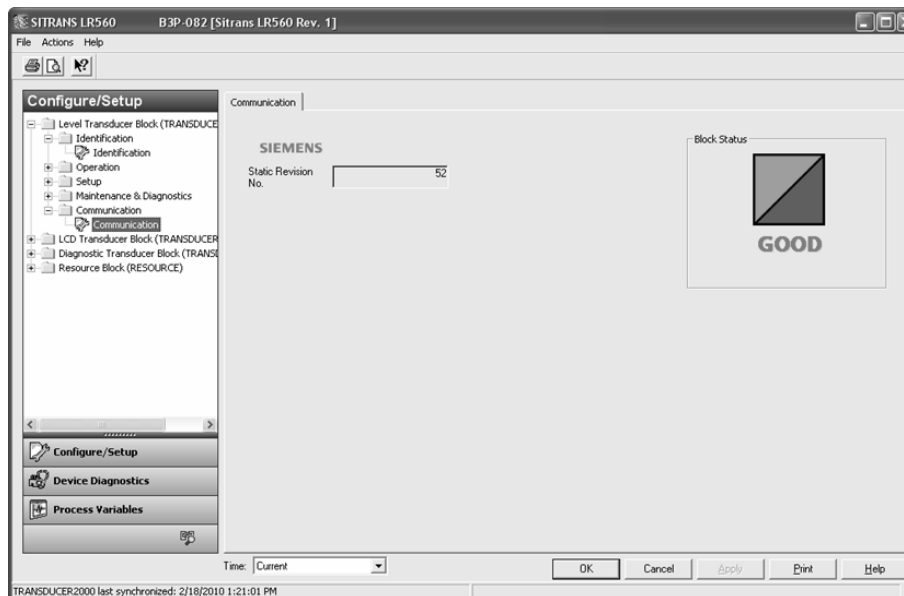 SITRANS LR560 B3P-082 [Sitrans LR560 Rev. 1]
File Actions Help
Configure/Setup
Level Transducer Block (TRANSDUCE
Identification
Identification
Operation
Setup
Maintenance & Diagnostics
Communication
Communication
LCD Transducer Block (TRANSDUCER
Diagnostic Transducer Block (TRANSD
Resource Block (RESOURCE)
Configure/Setup
Device Diagnostics
Process Variables
Communication
SIEMENS
Static Revision
No.
52
Block Status
GOOD
Time: Current
OK Cancel Apply Print Help
TRANSDUCER2000 last synchronized: 2/18/2010 1:21:01 PM